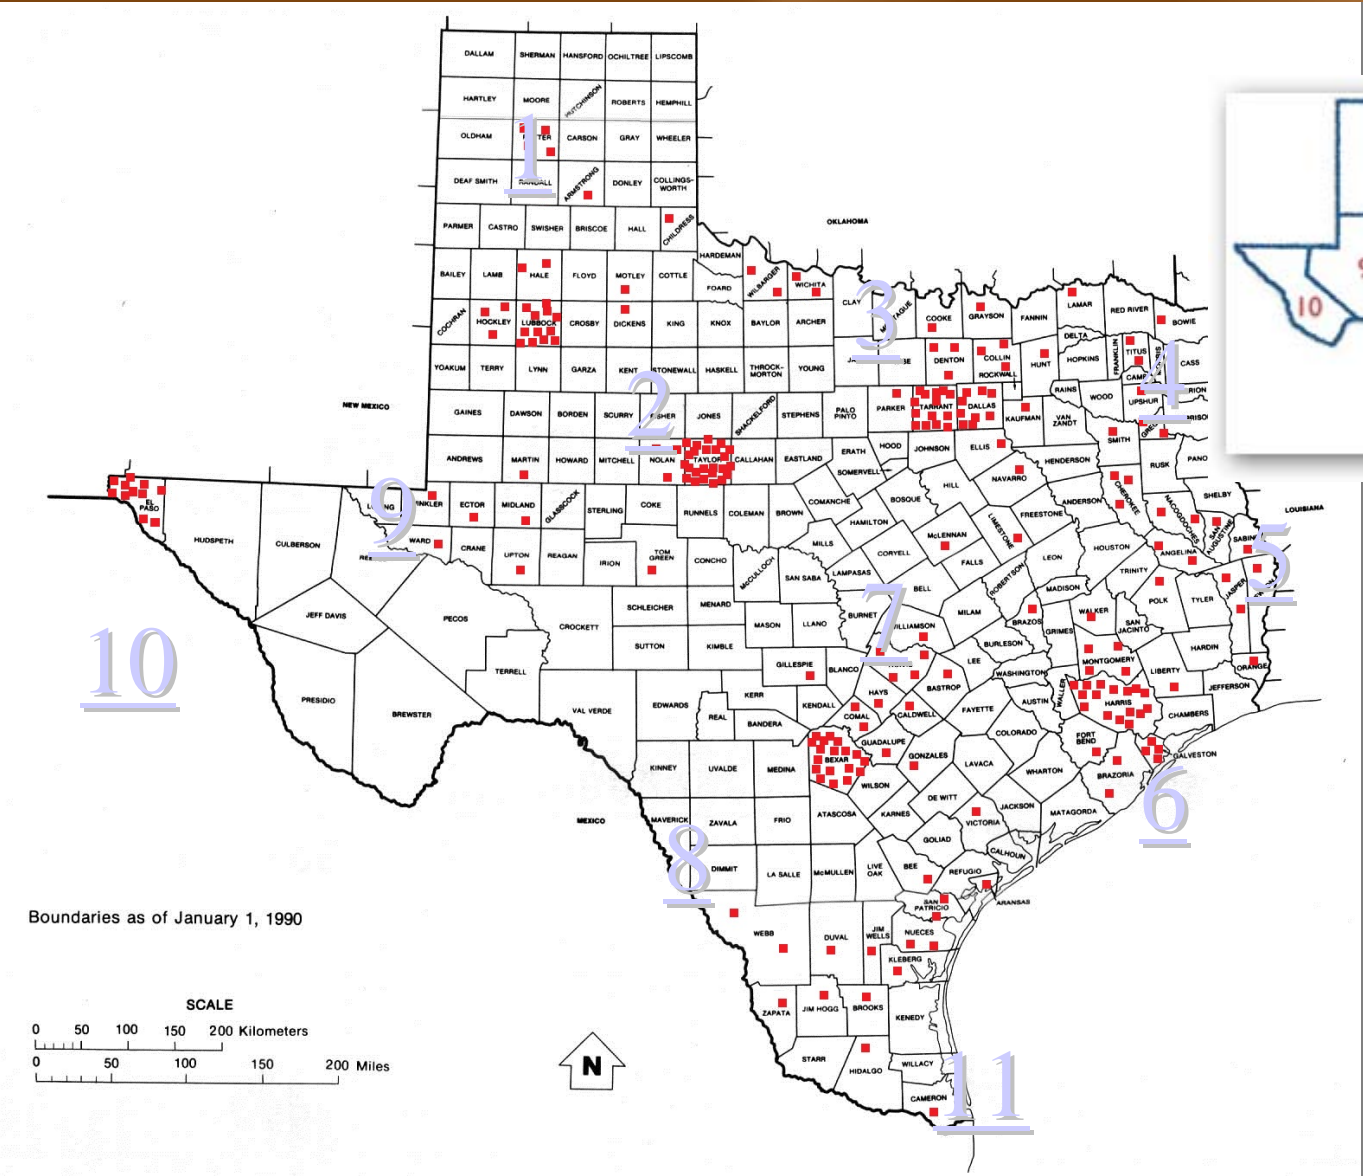 DALLAM SHERMAN HANSFORD OCHILTREE LIPSCOMB
HARTLEY MOORE HUTCHINSON ROBERTS HEMPHILL
OLDHAM CARSON GRAY WHEELER
1
DEAF SMITH RANDALL ARMSTRONG DONLEY COLLINGS-
WORTH
PARMER CASTRO SWISHER BRISCOE HALL CHILDRESS
OKLAHOMA
HARDEMAN
BAILEY LAMB HALE FLOYD MOTLEY COTTLE FOARD WILBARGER WICHITA
CLAY 3 COOKE GRAYSON FANNIN LAMAR RED RIVER BOWIE
COCHRAN HOCKLEY LUBBOCK CROSBY DICKENS KING KNOX BAYLOR ARCHER
DELTA
DENTON COLLIN HUNT HOPKINS FRANKLIN TITUS CASS
ROCKWALL
YOAKUM TERRY LYNN GARZA KENT STONEWALL HASKELL THROCK-
MORTON YOUNG
RAINS WOOD UPSHUR 4
NEW MEXICO
GAINES DAWSON BORDEN SCURRY 2 JONES SHACKELFORD STEPHENS PALO
PINTO PARKER TARRANT DALLAS KAUFMAN VAN
ZANDT
SMITH
ANDREWS MARTIN HOWARD MITCHELL NOLAN TAYLOR CALLAHAN EASTLAND ERATH HOOD JOHNSON ELLIS HENDERSON RUSK
SOMERVELL NAVARRO
EL
PASO HUDSPETH CULBERSON 9 ECTOR MIDLAND GLASSCOCK STERLING COKE RUNNELS COLEMAN BROWN COMANCHE BOSQUE HILL ANDERSON CHEROKEE NACOGDOCHES SHELBY
LOUISIANA
HAMILTON McLENNAN LIMESTONE FREESTONE SAN
AUGUSTINE
WARD CRANE UPTON REAGAN IRION TOM
GREEN CONCHO McCULLOCH SAN SABA MILLS LAMPASAS CORYELL FALLS LEON HOUSTON ANGELINA 5
BELL ROBERTSON MADISON TRINITY POLK TYLER JASPER
JEFF DAVIS PECOS CROCKETT SCHLEICHER MENARD MASON LLANO BURNET 7 MILAM BRAZOS GRIMES WALKER SAN
JACINTO HARDIN
SUTTON KIMBLE BURLESON
10
TERRELL GILLESPIE BLANCO LEE WASHINGTON MONTGOMERY LIBERTY ORANGE
BASTROP JEFFERSON
PRESIDIO BREWSTER VAL VERDE EDWARDS KERR KENDALL HAYS CALDWELL FAYETTE AUSTIN WALLER HARRIS CHAMBERS
REAL BANDERA COMAL
GUADALUPE GONZALES COLORADO FORT
BEND GALVESTON
KINNEY UVALDE MEDINA BEXAR WILSON LAVACA WHARTON BRAZORIA
MEXICO
MAVERICK ZAVALA FRIO ATASCOSA KARNES DE WITT VICTORIA JACKSON MATAGORDA 6
GOLIAD CALHOUN
8 DIMMIT LA SALLE McMULLEN LIVE
OAK BEE REFUGIO
SAN
PATRICIO ARANSAS
WEBB DUVAL JIM
WELLS NUECES
KLEBERG
ZAPATA JIM HOGG BROOKS KENEDY
STARR HIDALGO WILLACY
CAMERON 11
10
Boundaries as of January 1, 1990
SCALE
0 50 100 150 200 Kilometers
0 50 100 150 200 Miles
N